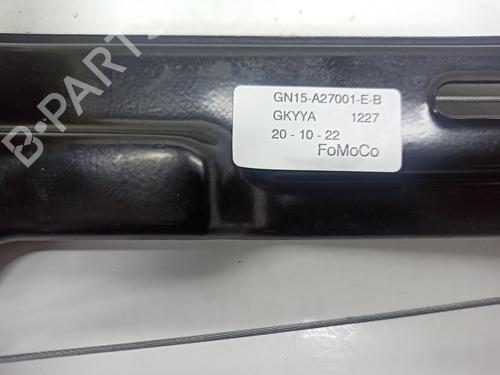 GN15-A27001-E-B
GKYYA 1227
20 - 10 - 22
FoMoCo
B-PARTS